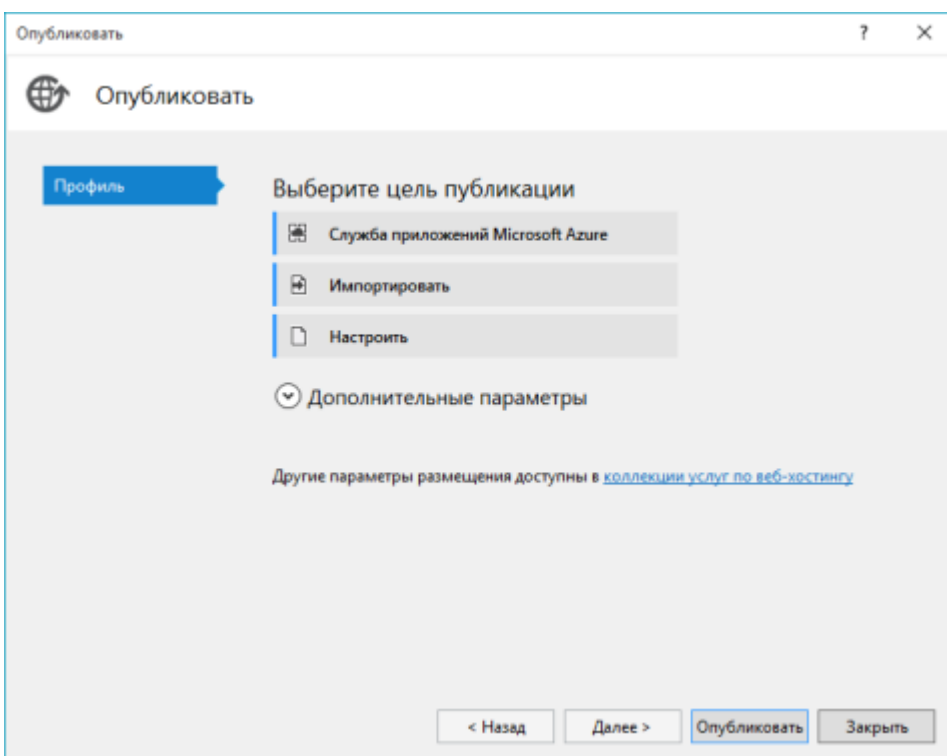 Опубликовать
?
Опубликовать
Профиль
Выберите цель публикации
Служба приложений Microsoft Azure
Импортировать
Настроить
Дополнительные параметры
Другие параметры размещения доступны в коллекции услуг по веб-хостингу
< Назад
Далее >
Опубликовать
Закрыть